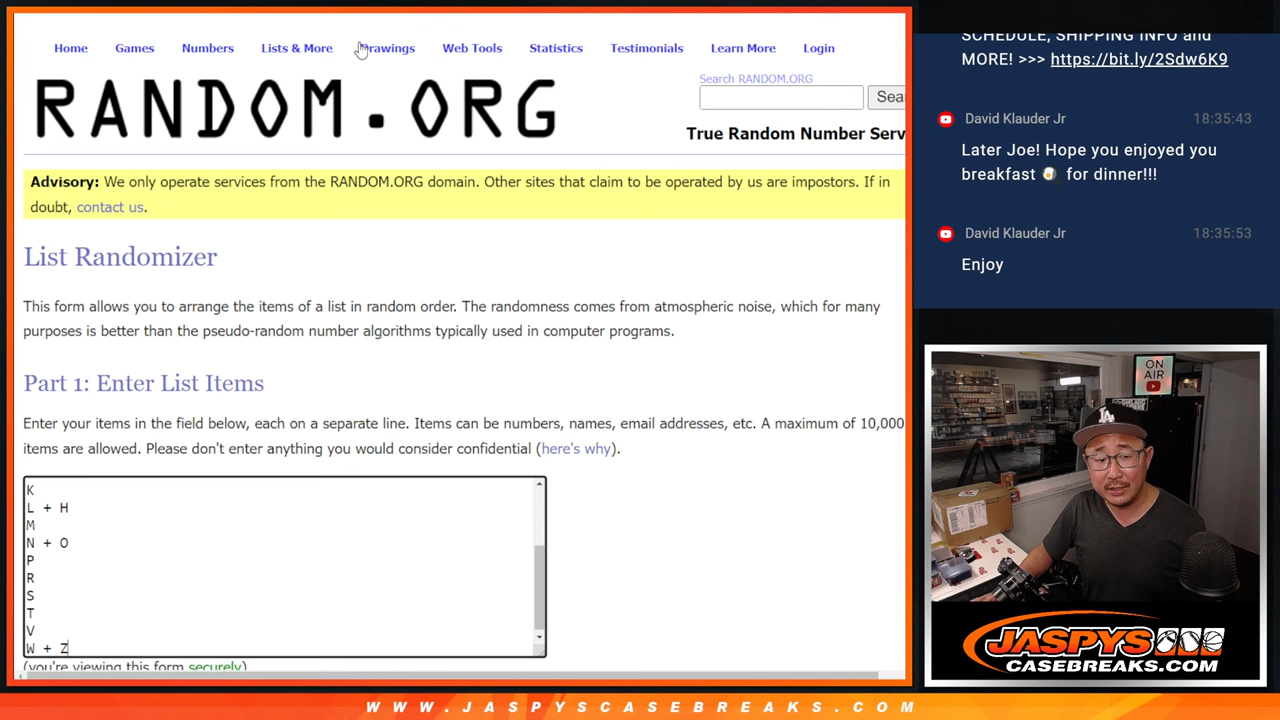 Home Games Numbers Lists & More Drawings Web Tools Statistics Testimonials Learn More Login
RANDOM.ORG
Search RANDOM.ORG
Sea
True Random Number Serv
Advisory: We only operate services from the RANDOM.ORG domain. Other sites that claim to be operated by us are impostors. If in
doubt, contact us.
List Randomizer
This form allows you to arrange the items of a list in random order. The randomness comes from atmospheric noise, which for many
purposes is better than the pseudo-random number algorithms typically used in computer programs.
Part 1: Enter List Items
Enter your items in the field below, each on a separate line. Items can be numbers, names, email addresses, etc. A maximum of 10,000
items are allowed. Please don't enter anything you would consider confidential (here's why).
K
L + H
M
N + O
P
R
S
T
V
W + Z
(you're viewing this form securely)
SCHEDULE, SHIPPING INFO and
MORE! >>> https://bit.ly/2Sdw6K9
David Klauder Jr 18:35:43
Later Joe! Hope you enjoyed you
breakfast 🍳 for dinner!!!
David Klauder Jr 18:35:53
Enjoy
ON
AIR
LA
JASPYS
CASEBREAKS.COM
WWW.JASPYSCASEBREAKS.COM